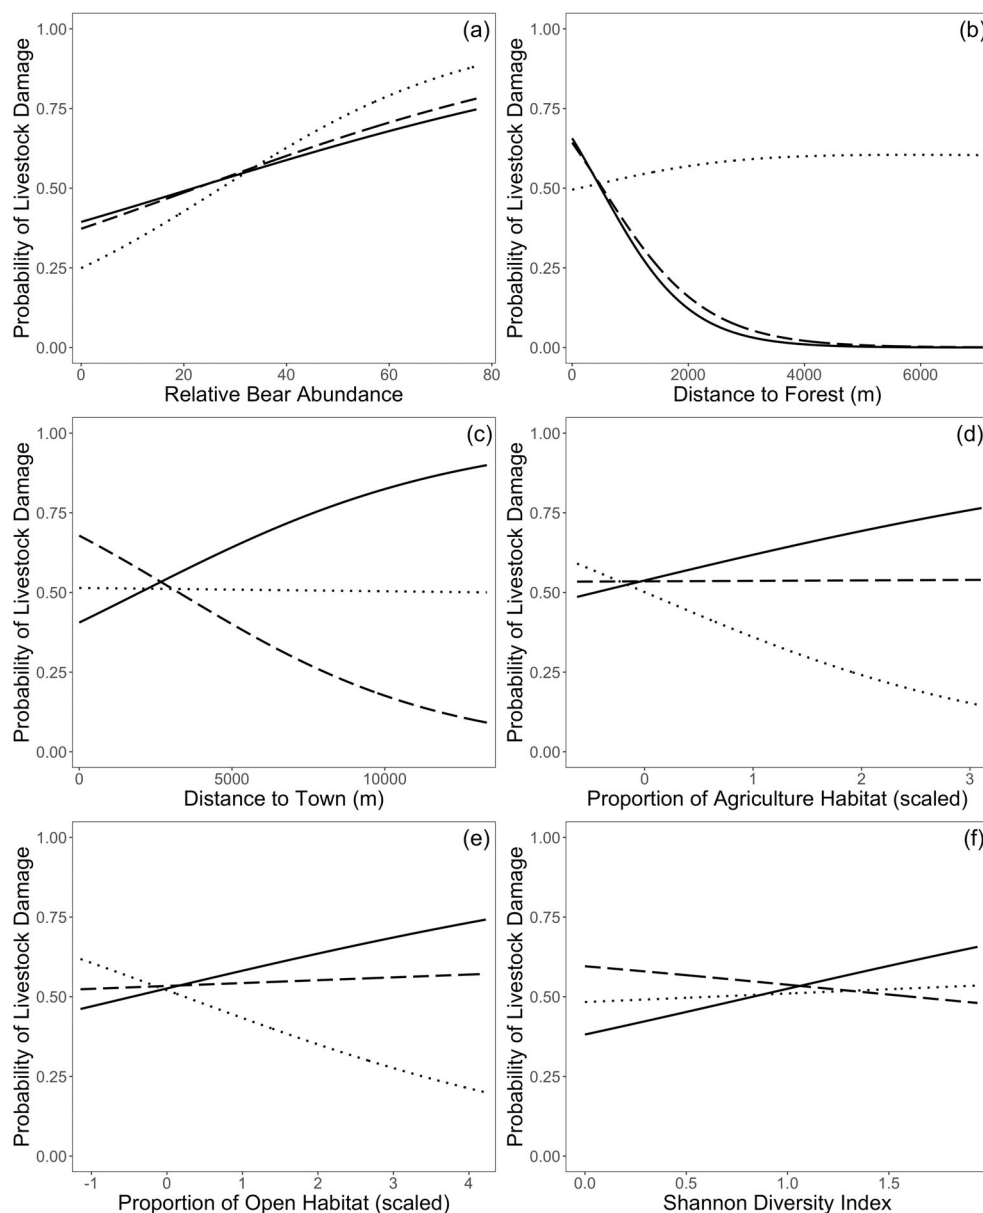 (a)
Probability of Livestock Damage
1.00
0.75
0.50
0.25
0.00
0 20 40 60 80
Relative Bear Abundance
(b)
Probability of Livestock Damage
1.00
0.75
0.50
0.25
0.00
0 2000 4000 6000
Distance to Forest (m)
(c)
Probability of Livestock Damage
1.00
0.75
0.50
0.25
0.00
0 5000 10000
Distance to Town (m)
(d)
Probability of Livestock Damage
1.00
0.75
0.50
0.25
0.00
0 1 2 3
Proportion of Agriculture Habitat (scaled)
(e)
Probability of Livestock Damage
1.00
0.75
0.50
0.25
0.00
-1 0 1 2 3 4
Proportion of Open Habitat (scaled)
(f)
Probability of Livestock Damage
1.00
0.75
0.50
0.25
0.00
0.0 0.5 1.0 1.5
Shannon Diversity Index